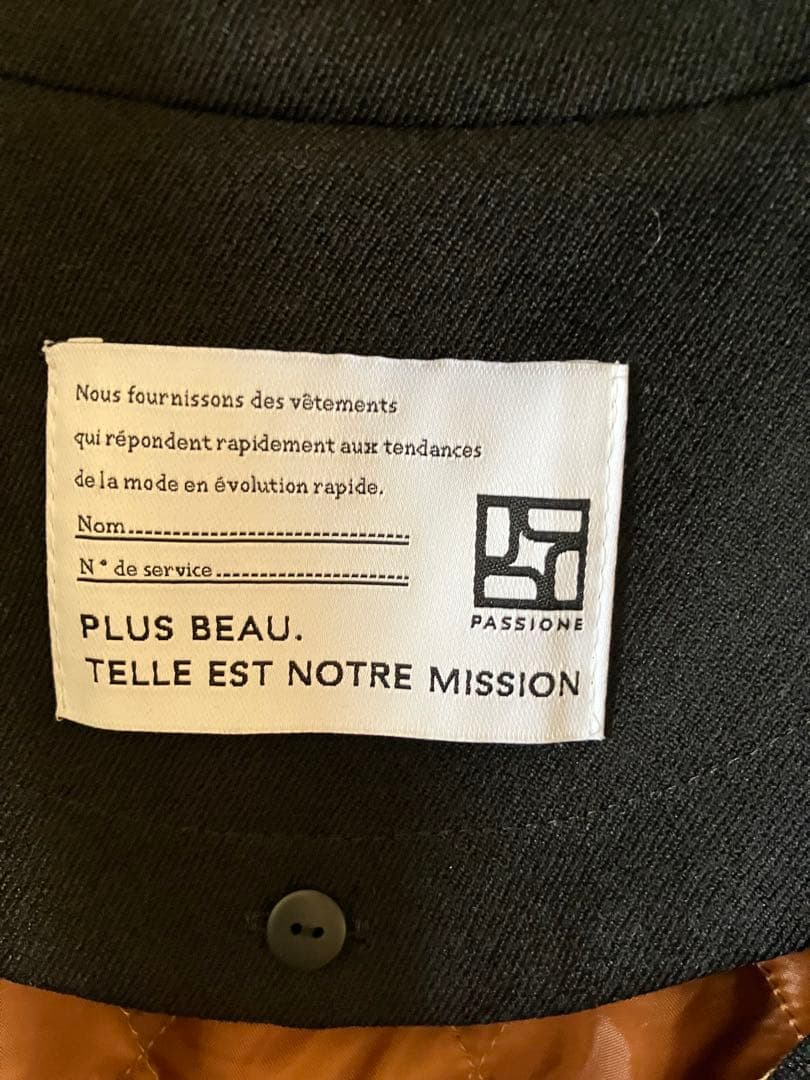 Nous fournissons des vêtements
qui répondent rapidement aux tendances
de la mode en évolution rapide.
Nom
N° de service
PLUS BEAU.
TELLE EST NOTRE MISSION
PASSIONE